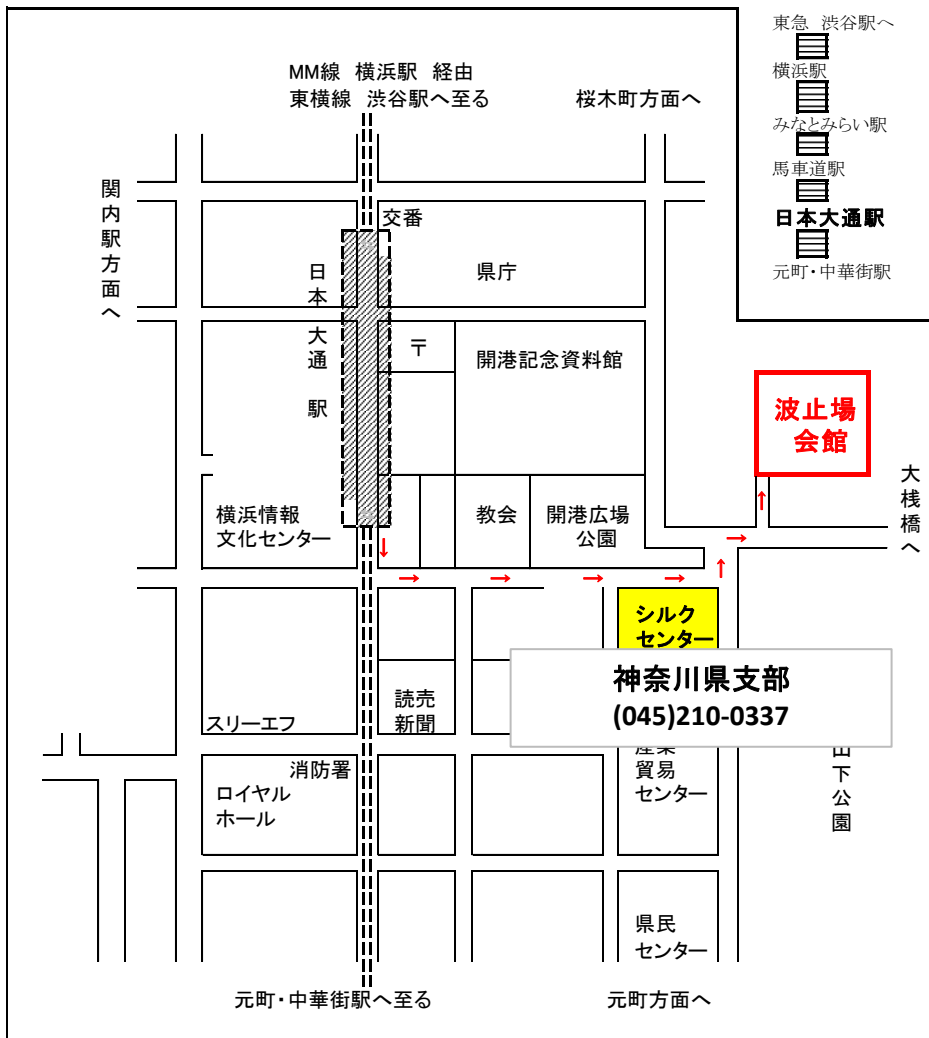 東急 渋谷駅へ
横浜駅
みなとみらい駅
馬車道駅
日本大通駅
元町・中華街駅
MM線 横浜駅 経由
東横線 渋谷駅へ至る
桜木町方面へ
関内駅方面へ
交番
県庁
日本大通駅
〒
開港記念資料館
波止場
会館
大桟橋へ
横浜情報
文化センター
教会
開港広場
公園
シルク
センター
神奈川県支部
(045)210-0337
読売
新聞
スリーエフ
消防署
ロイヤル
ホール
産業
貿易
センター
山下公園
県民
センター
元町・中華街駅へ至る
元町方面へ